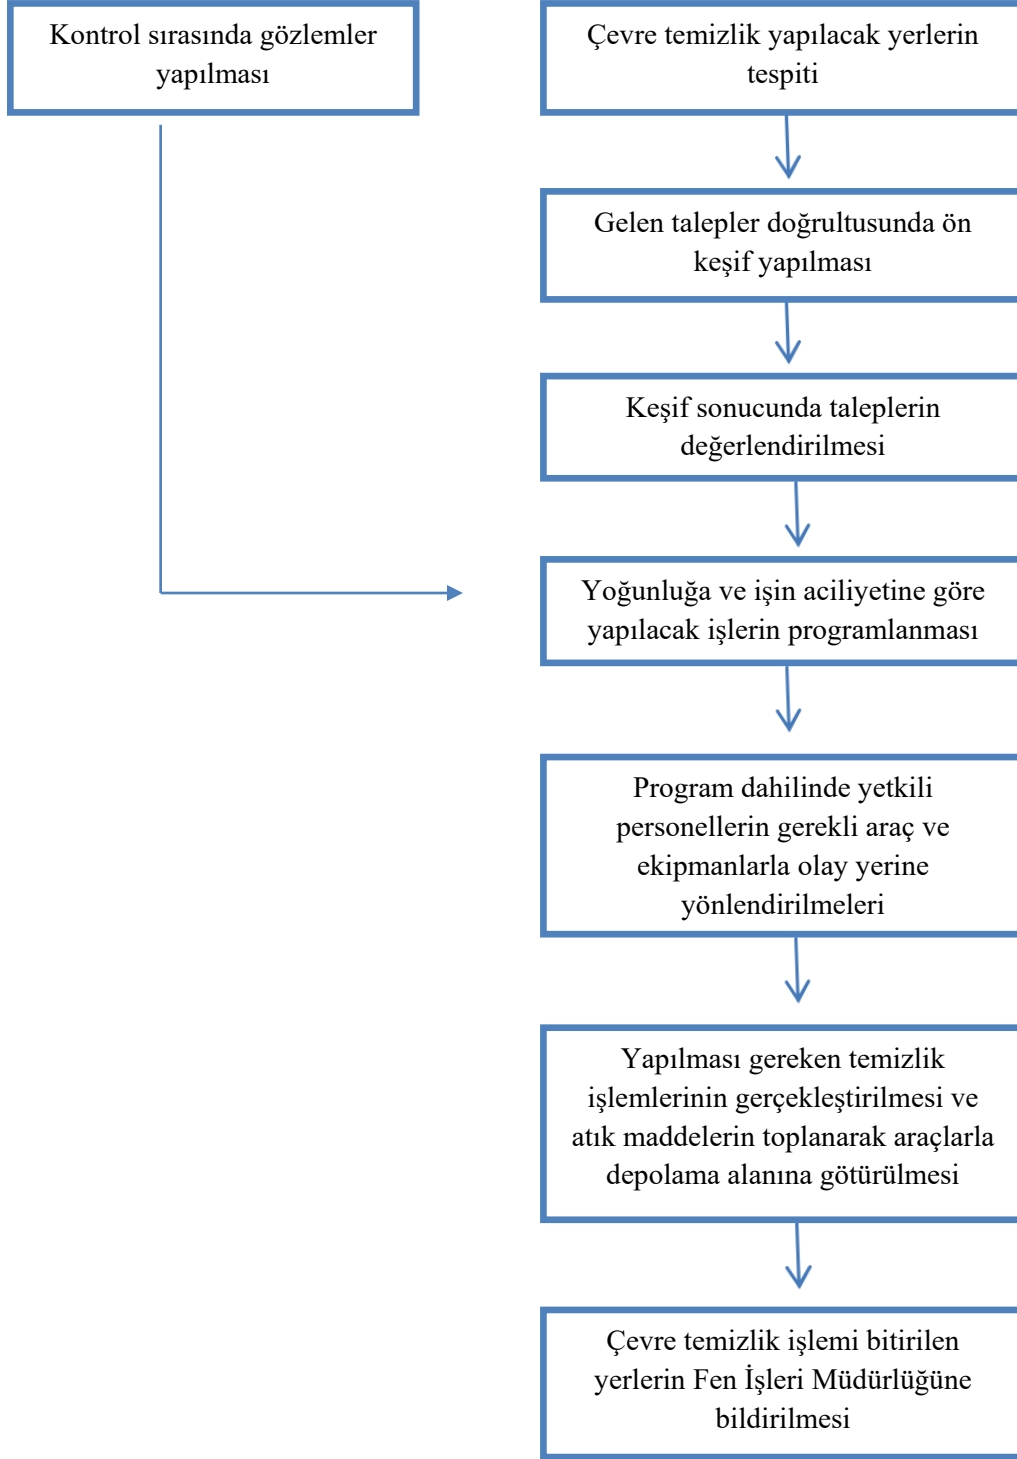 Kontrol sırasında gözlemler
yapılması
Çevre temizlik yapılacak yerlerin
tespiti
Gelen talepler doğrultusunda ön
keşif yapılması
Keşif sonucunda taleplerin
değerlendirilmesi
Yoğunluğa ve işin aciliyetine göre
yapılacak işlerin programlanması
Program dahilinde yetkili
personellerin gerekli araç ve
ekipmanlarla olay yerine
yönlendirilmeleri
Yapılması gereken temizlik
işlemlerinin gerçekleştirilmesi ve
atık maddelerin toplanarak araçlarla
depolama alanına götürülmesi
Çevre temizlik işlemi bitirilen
yerlerin Fen İşleri Müdürlüğüne
bildirilmesi